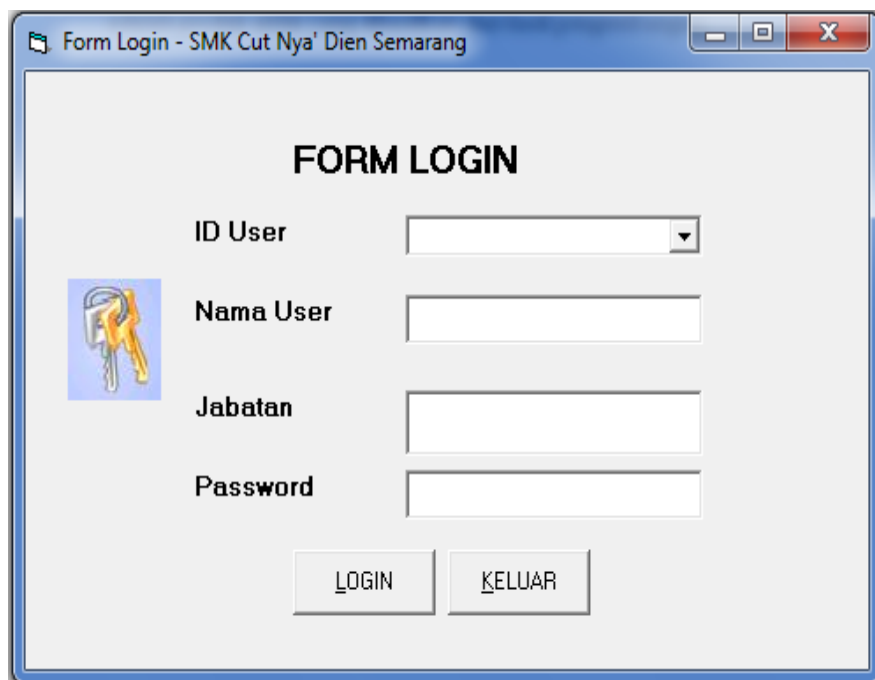 Form Login - SMK Cut Nya' Dien Semarang
FORM LOGIN
ID User
Nama User
Jabatan
Password
LOGIN KELUAR